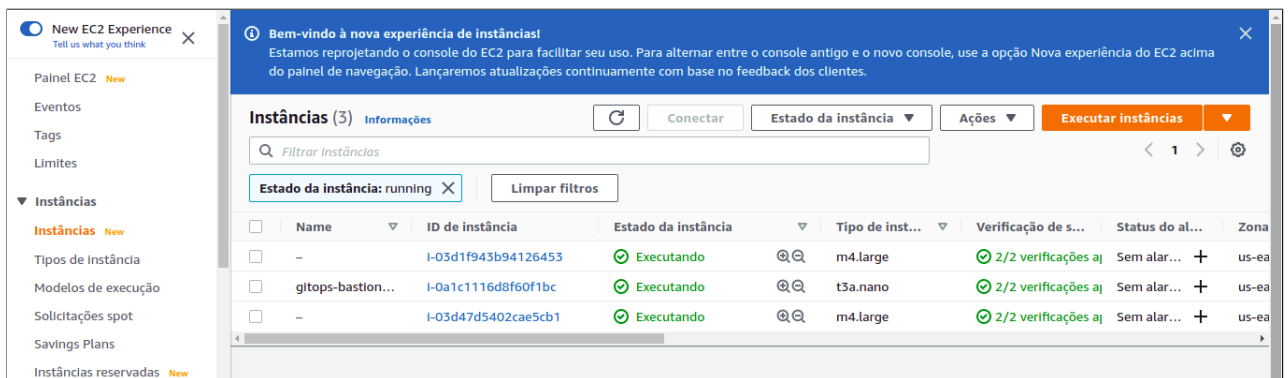 New EC2 Experience
Tell us what you think
Painel EC2 New
Eventos
Tags
Limites
Instâncias
Instâncias New
Tipos de instância
Modelos de execução
Solicitações spot
Savings Plans
Instâncias reservadas New
Bem-vindo à nova experiência de instâncias!
Estamos reprojetando o console do EC2 para facilitar seu uso. Para alternar entre o console antigo e o novo console, use a opção Nova experiência do EC2 acima
do painel de navegação. Lançaremos atualizações continuamente com base no feedback dos clientes.
Instâncias (3) Informações Conectar Estado da instância Ações Executar instâncias
Filtrar instâncias 1
Estado da instância: running Limpar filtros
Name ID de instância Estado da instância Tipo de inst... Verificação de s... Status do al... Zona
– i-03d1f943b94126453 Executando m4.large 2/2 verificações a Sem alar... us-ea
gitops-bastion... i-0a1c1116d8f60f1bc Executando t3a.nano 2/2 verificações a Sem alar... us-ea
– i-03d47d5402cae5cb1 Executando m4.large 2/2 verificações a Sem alar... us-ea